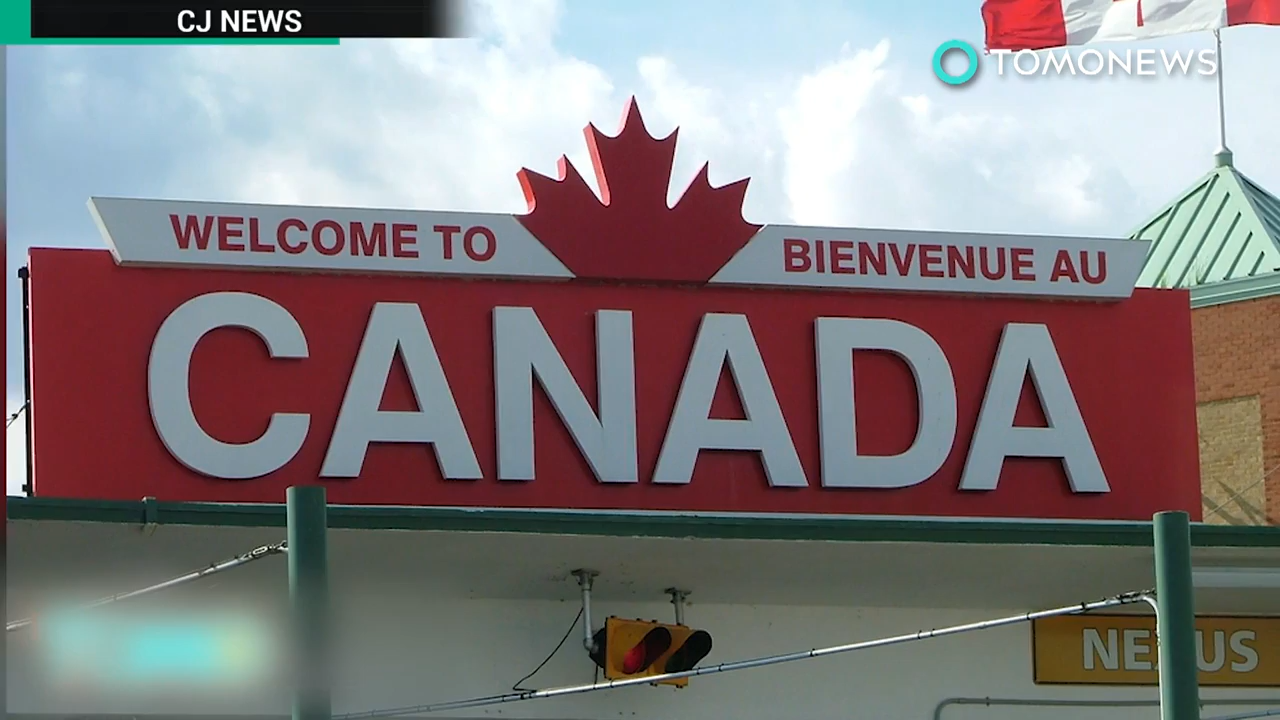 CJ NEWS
TOMONEWS
WELCOME TO
BIENVENUE AU
CANADA
NEXUS